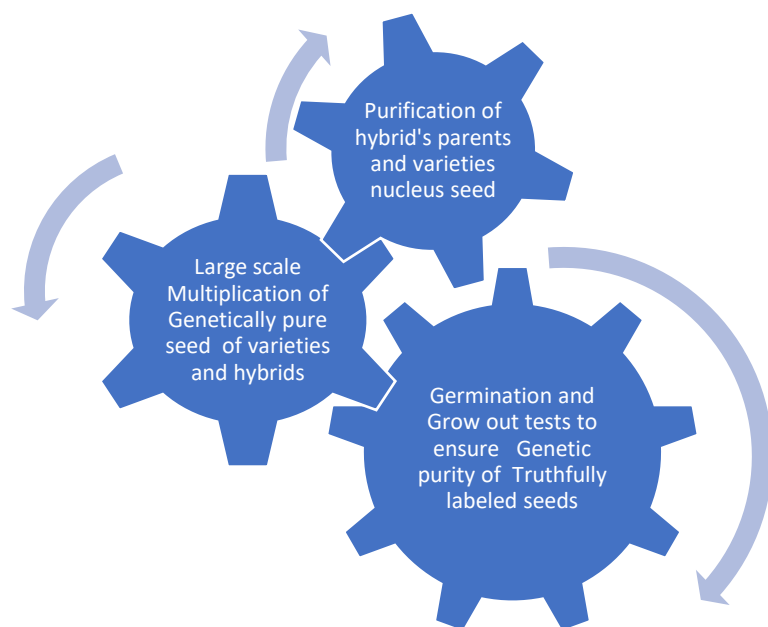 Purification of
hybrid's parents
and varieties
nucleus seed
Large scale
Multiplication of
Genetically pure
seed of varieties
and hybrids
Germination and
Grow out tests to
ensure Genetic
purity of Truthfully
labeled seeds